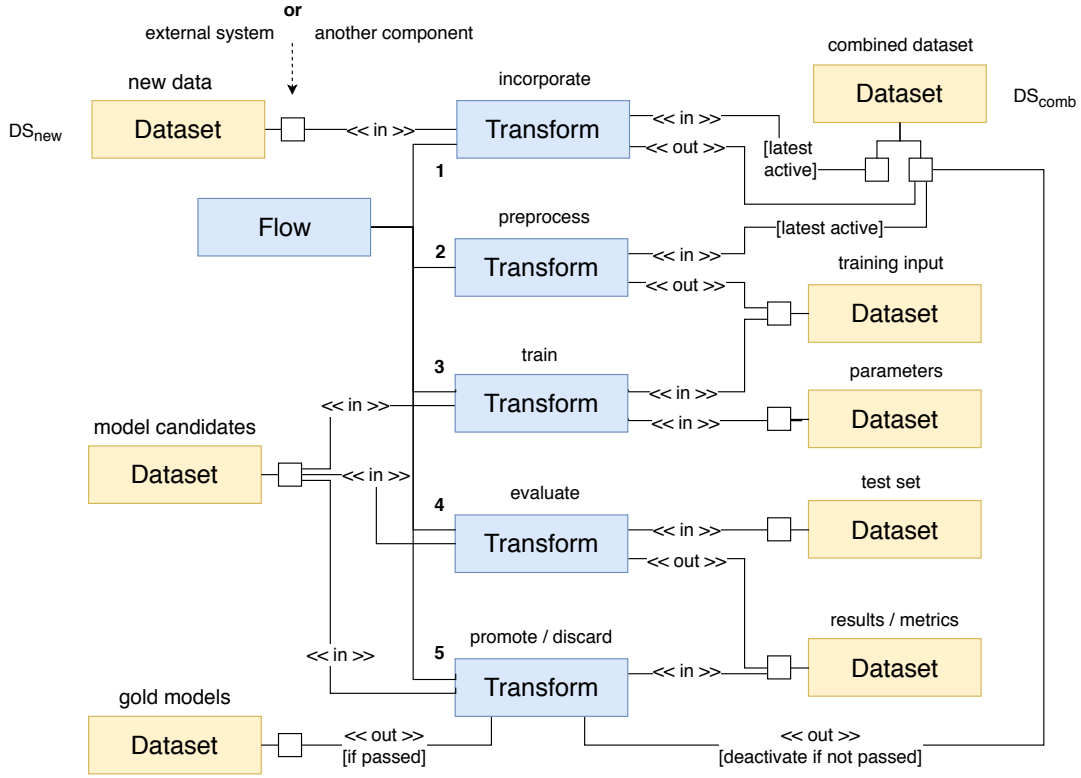 or
external system
another component
new data
DS_new
Dataset
<< in >>
incorporate
Transform
<< in >>
<< out >>
[latest
active]
combined dataset
Dataset
DS_comb
1
Flow
preprocess
2
Transform
<< in >>
<< out >>
[latest active]
training input
Dataset
train
3
Transform
<< in >>
<< in >>
<< in >>
parameters
Dataset
model candidates
Dataset
<< in >>
evaluate
4
Transform
<< in >>
<< out >>
test set
Dataset
results / metrics
Dataset
promote / discard
5
Transform
<< in >>
<< in >>
gold models
Dataset
<< out >>
[if passed]
<< out >>
[deactivate if not passed]